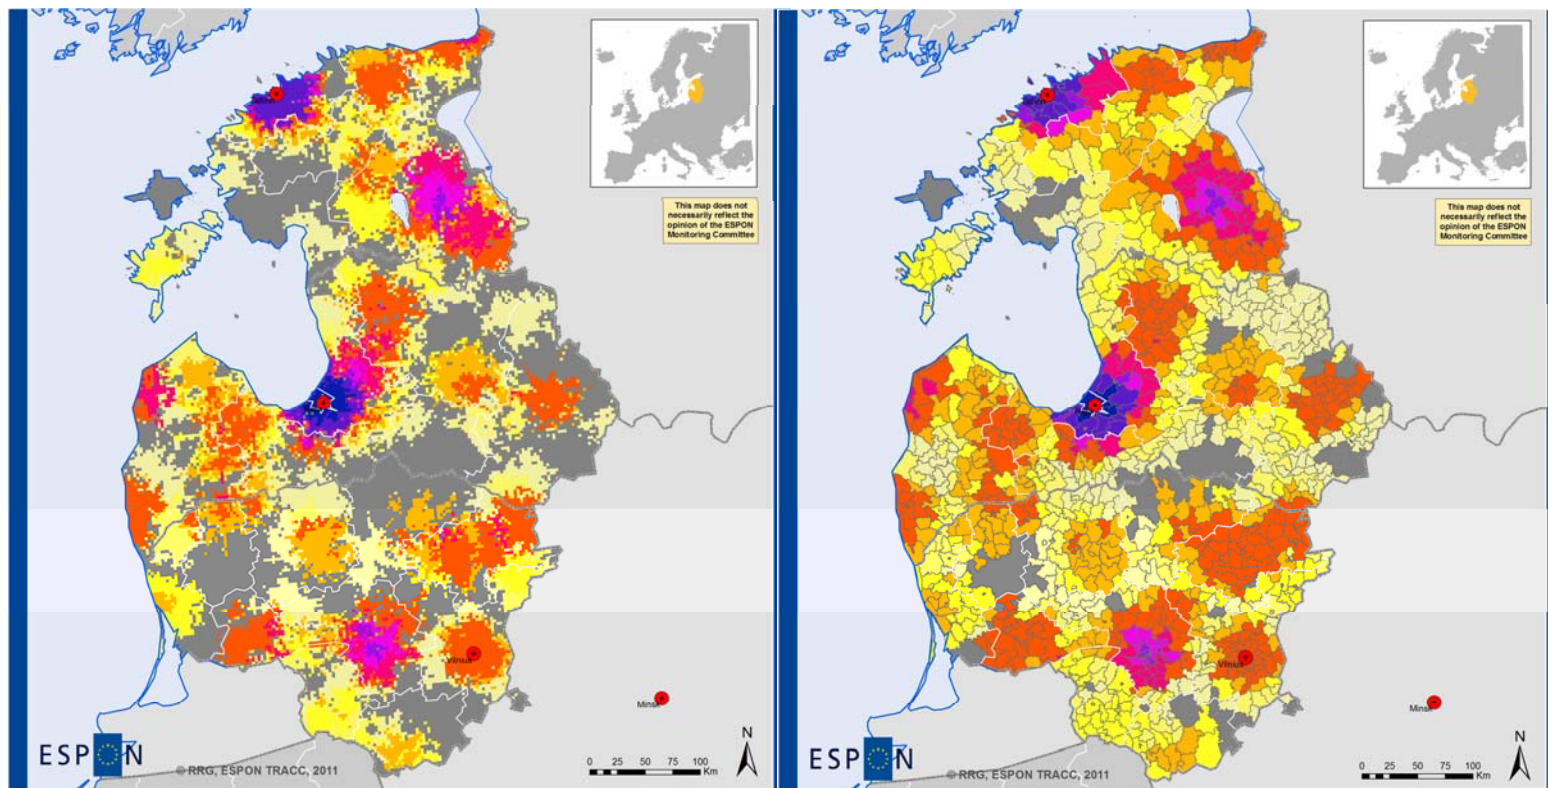 This map does not
necessarily reflect the
opinion of the ESPON
Monitoring Committee
Vilnius
Minsk
ESPON
© RRG, ESPON TRACC, 2011
0 25 50 75 100
Km
N
This map does not
necessarily reflect the
opinion of the ESPON
Monitoring Committee
Vilnius
Minsk
ESPON
© RRG, ESPON TRACC, 2011
0 25 50 75 100
Km
N